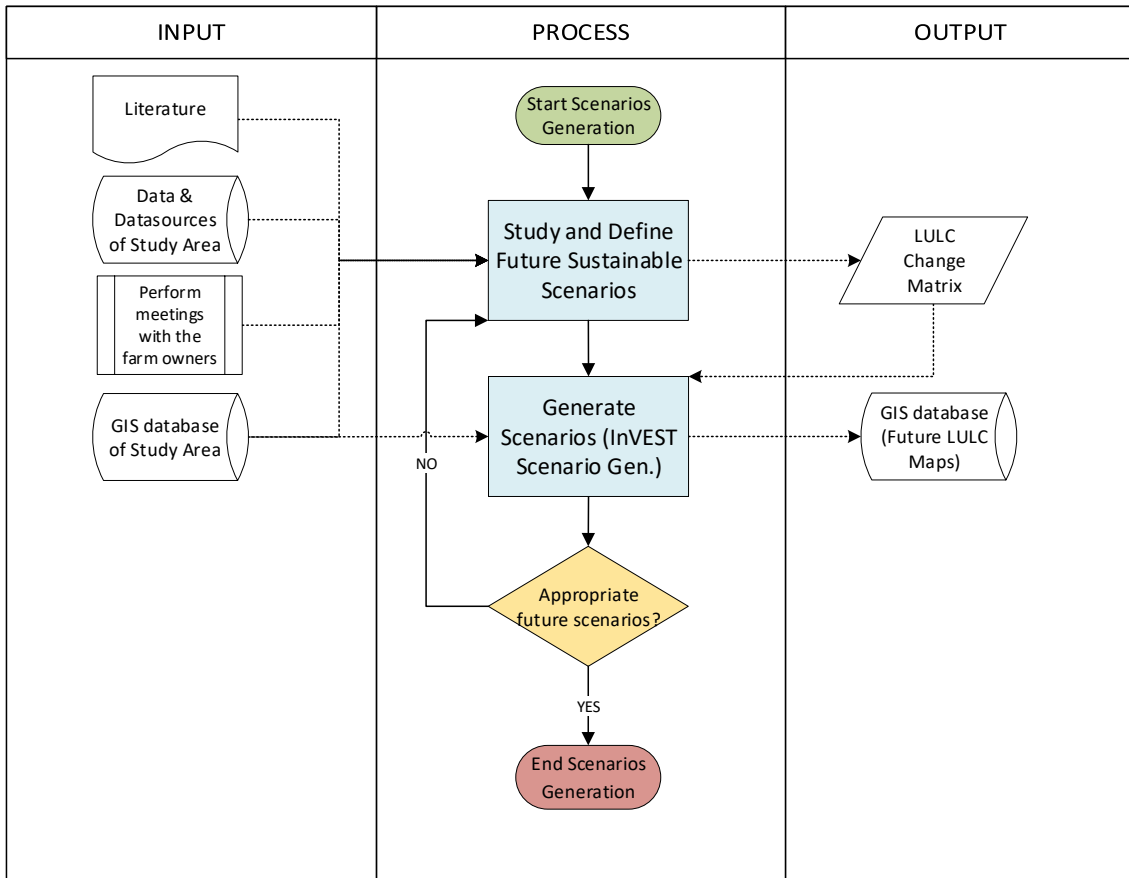 INPUT
PROCESS
OUTPUT
Literature
Data &
Datasources
of Study Area
Perform
meetings
with the
farm owners
GIS database
of Study Area
Start Scenarios
Generation
Study and Define
Future Sustainable
Scenarios
Generate
Scenarios (InVEST
Scenario Gen.)
NO
Appropriate
future scenarios?
YES
End Scenarios
Generation
LULC
Change
Matrix
GIS database
(Future LULC
Maps)